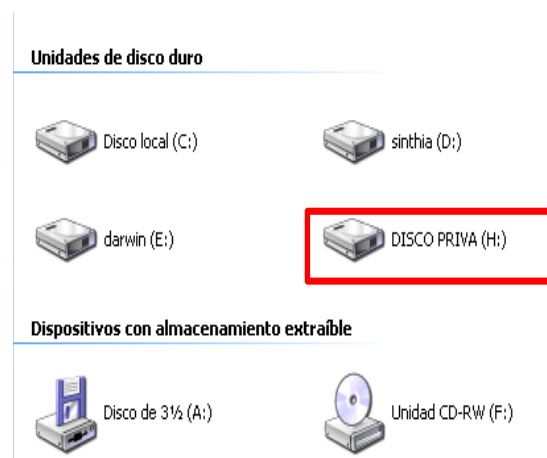 Unidades de disco duro
Disco local (C:)
sinthia (D:)
darwin (E:)
DISCO PRIVA (H:)
Dispositivos con almacenamiento extraíble
Disco de 3½ (A:)
Unidad CD-RW (F:)